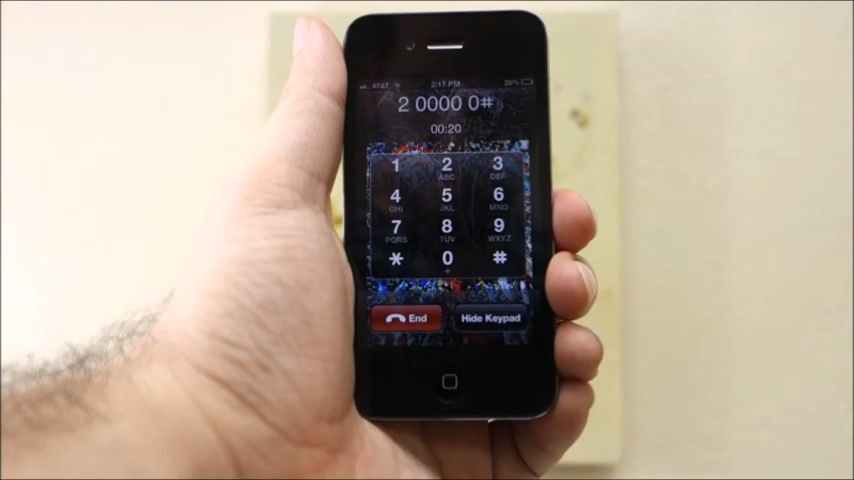 AT&T 2:17 PM 20%
2 0000 0#
00:20
1 2 3
ABC DEF
4 5 6
GHI JKL MNO
7 8 9
PQRS TUV WXYZ
* 0 #
+
End Hide Keypad